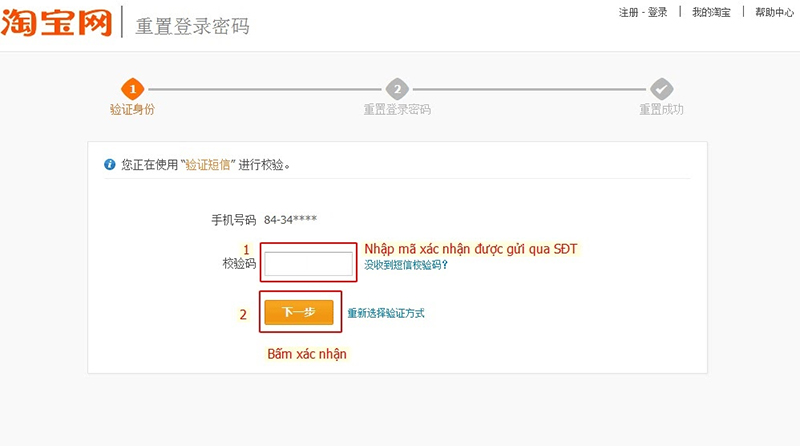 淘宝网 重置登录密码
注册 - 登录 我的淘宝 帮助中心
1 2
验证身份 重置登录密码 重置成功
您正在使用 “验证短信” 进行校验。
手机号码 84-34****
1 Nhập mã xác nhận được gửi qua SĐT
校验码 没收到短信校验码?
2 下一步 重新选择验证方式
Bấm xác nhận